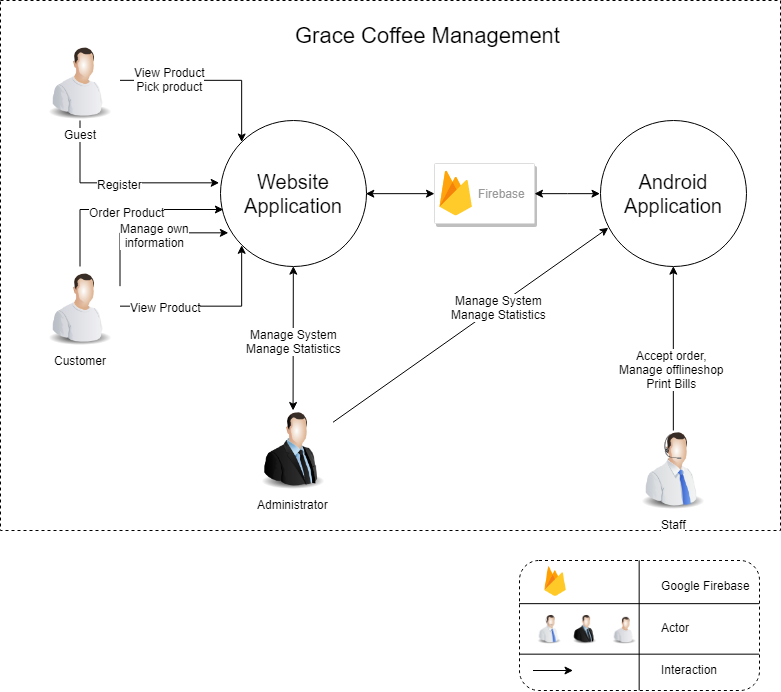 Grace Coffee Management
View Product
Pick product
Guest
Register
Website
Application
Firebase
Android
Application
Order Product
Manage own
information
View Product
Customer
Manage System
Manage Statistics
Manage System
Manage Statistics
Accept order,
Manage offlineshop
Print Bills
Administrator
Staff
Google Firebase
Actor
Interaction